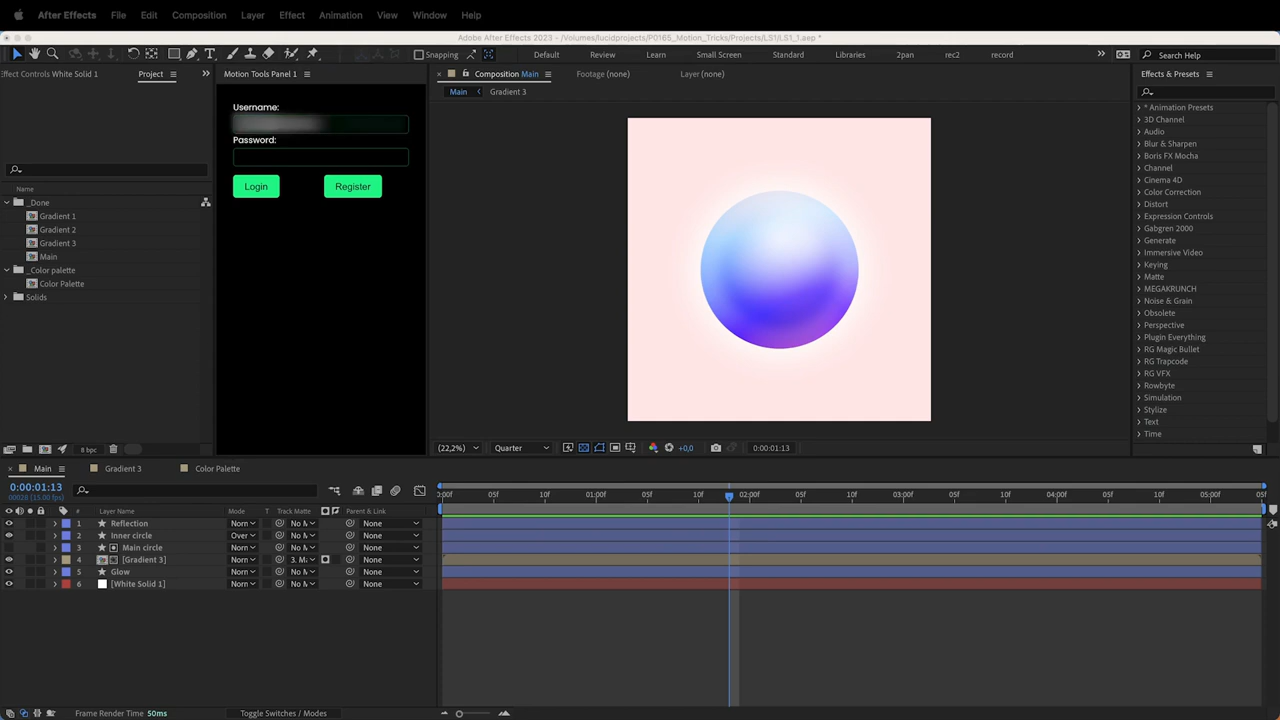 After Effects File Edit Composition Layer Effect Animation View Window Help
Adobe After Effects 2023 - /Volumes/lucidprojects/P0165_Motion_Tricks/Projects/LS1/LS1_1.aep *
Snapping Default Review Learn Small Screen Standard Libraries 2pan rec2 record Search Help
Effect Controls White Solid 1 Project Motion Tools Panel 1 Composition Main Footage (none) Layer (none) Effects & Presets
Main Gradient 3
Username:
Password:
Login Register
Name
_Done
Gradient 1
Gradient 2
Gradient 3
Main
_Color palette
Color Palette
Solids
* Animation Presets
3D Channel
Audio
Blur & Sharpen
Boris FX Mocha
Channel
Cinema 4D
Color Correction
Distort
Expression Controls
Gabgren 2000
Generate
Immersive Video
Keying
Matte
MEGAKRUNCH
Noise & Grain
Obsolete
Perspective
Plugin Everything
RG Magic Bullet
RG Trapcode
RG VFX
Rowbyte
Simulation
Stylize
Text
Time
8 bpc (22,2%) Quarter +0,0 0:00:01:13
Main Gradient 3 Color Palette
0:00:01:13
00028 (15.00 fps)
0:00f 05f 10f 01:00f 05f 10f 02:00f 05f 10f 03:00f 05f 10f 04:00f 05f 10f 05:00f 05f
# Layer Name Mode T Track Matte Parent & Link
1 Reflection Norn No M None
2 Inner circle Over No M None
3 Main circle Norn No M None
4 [Gradient 3] Norn 3. M None
5 Glow Norn No M None
6 [White Solid 1] Norn No M None
Frame Render Time 50ms Toggle Switches / Modes